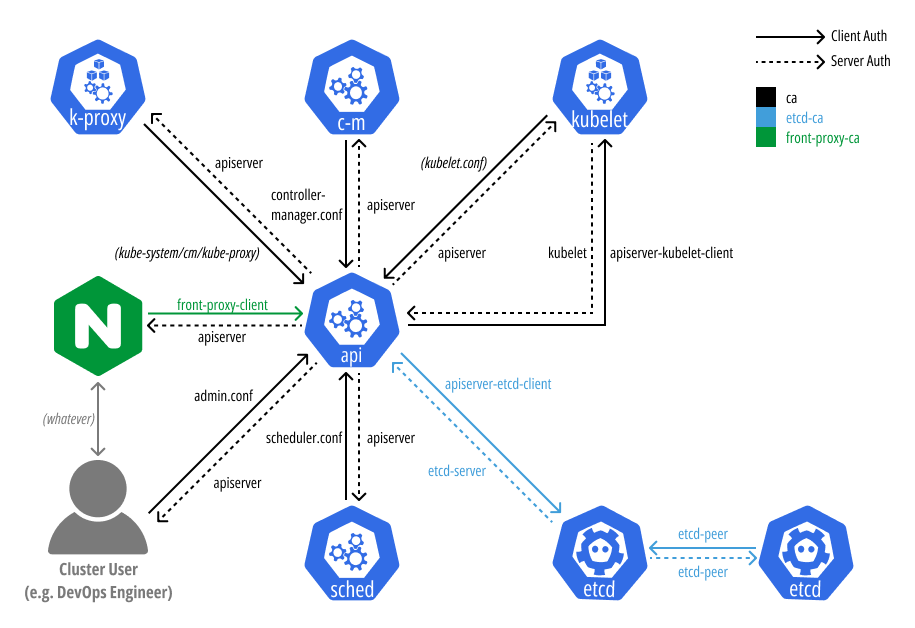 Client Auth
Server Auth
ca
etcd-ca
front-proxy-ca
k-proxy
c-m
kubelet
apiserver
(kubelet.conf)
controller-
manager.conf
apiserver
(kube-system/cm/kube-proxy)
apiserver
kubelet
apiserver-kubelet-client
front-proxy-client
N
apiserver
api
admin.conf
apiserver-etcd-client
(whatever)
scheduler.conf
apiserver
etcd-server
apiserver
etcd-peer
etcd-peer
Cluster User
(e.g. DevOps Engineer)
sched
etcd
etcd